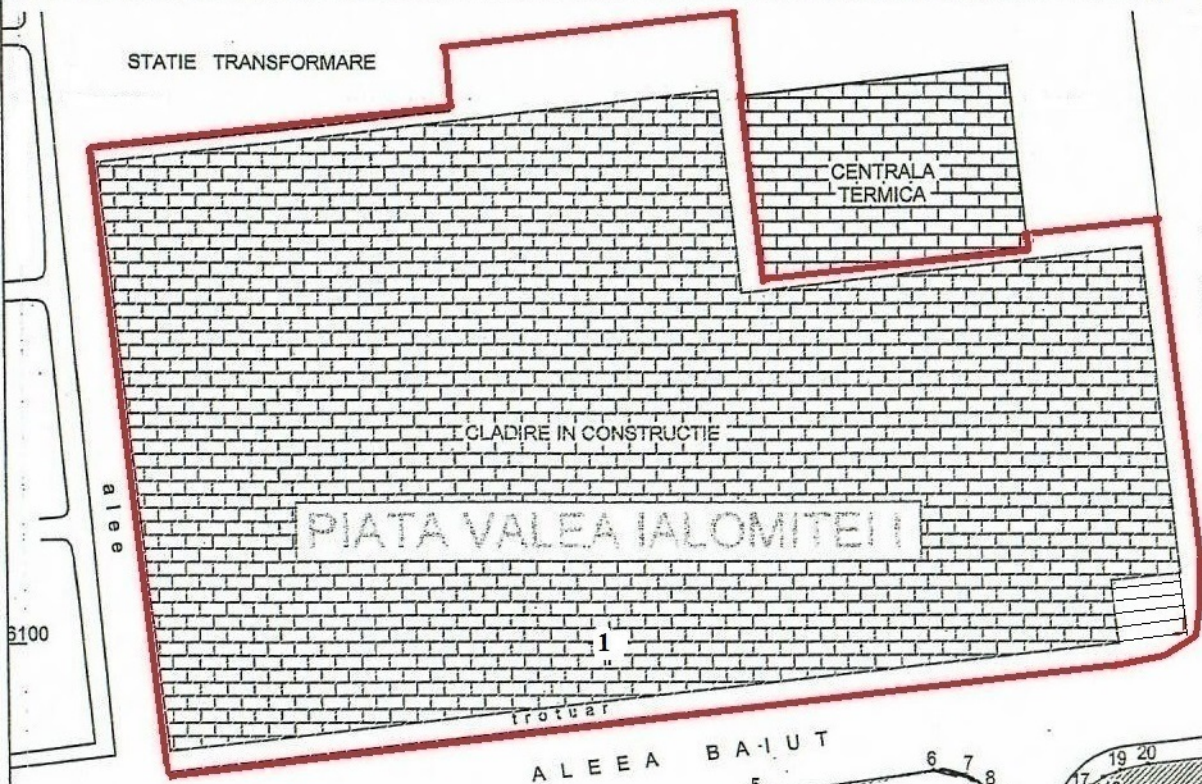 STATIE TRANSFORMARE
CENTRALA
TERMICA
CLADIRE IN CONSTRUCTIE
alee
PIATA VALEA IALOMITEI I
6100
1
trotuar
ALEEA BAIUT
5
6
7
8
17
19 20